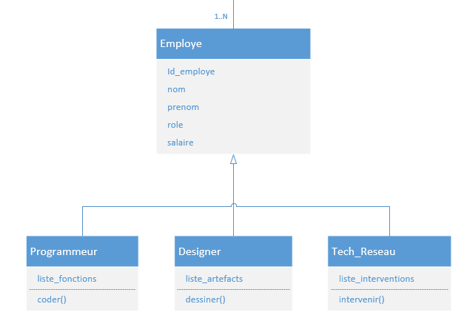 1..N
Employe
Id_employe
nom
prenom
role
salaire
Programmeur
liste_fonctions
coder()
Designer
liste_artefacts
dessiner()
Tech_Reseau
liste_interventions
intervenir()